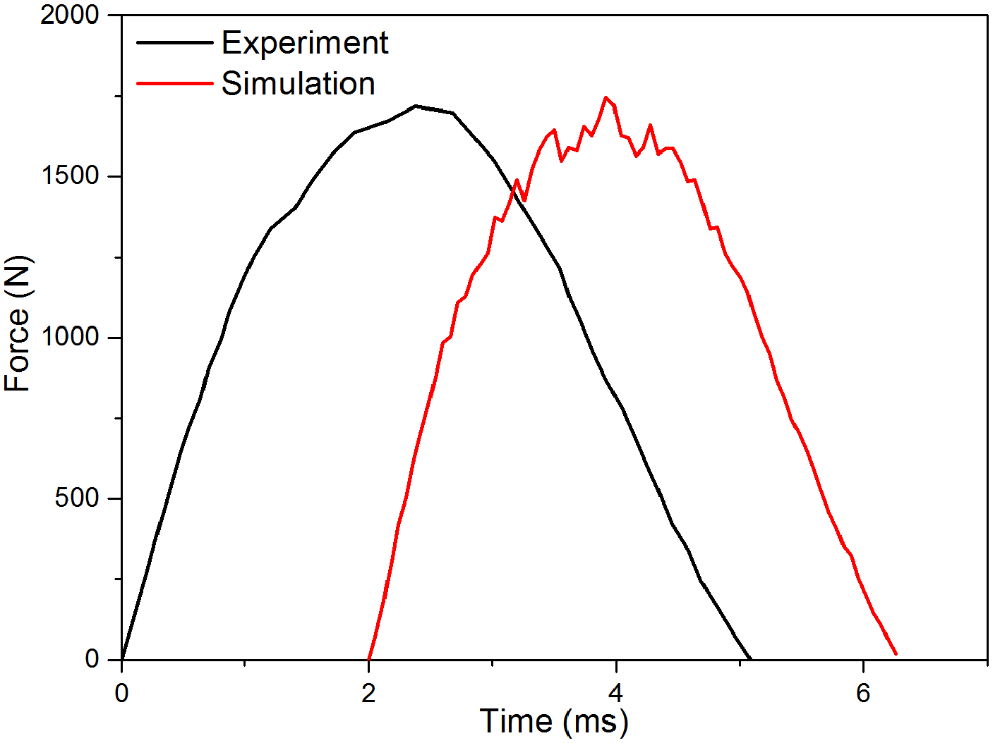 2000
Experiment
Simulation
1500
Force (N)
1000
500
0
0 2 4 6
Time (ms)